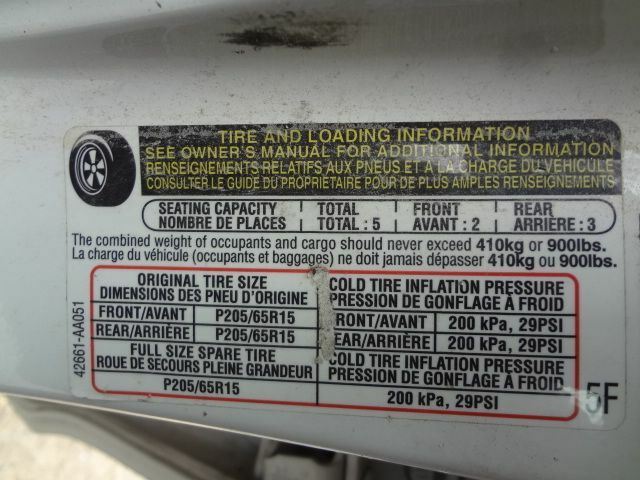 TIRE AND LOADING INFORMATION
SEE OWNER'S MANUAL FOR ADDITIONAL INFORMATION
RENSEIGNEMENTS RELATIFS AUX PNEUS ET A LA CHARGE DU VÉHICULE
CONSULTER LE GUIDE DU PROPRIÉTAIRE POUR DE PLUS AMPLES RENSEIGNEMENTS
SEATING CAPACITY TOTAL FRONT REAR
NOMBRE DE PLACES TOTAL : 5 AVANT : 2 ARRIÈRE : 3
The combined weight of occupants and cargo should never exceed 410kg or 900lbs.
La charge du véhicule (occupants et baggages) ne doit jamais dépasser 410kg ou 900lbs.
ORIGINAL TIRE SIZE COLD TIRE INFLATION PRESSURE
DIMENSIONS DES PNEU D'ORIGINE PRESSION DE GONFLAGE À FROID
FRONT/AVANT P205/65R15 FRONT/AVANT 200 kPa, 29PSI
REAR/ARRIÈRE P205/65R15 REAR/ARRIÈRE 200 kPa, 29PSI
FULL SIZE SPARE TIRE COLD TIRE INFLATION PRESSURE
ROUE DE SECOURS PLEINE GRANDEUR PRESSION DE GONFLAGE À FROID
P205/65R15 200 kPa, 29PSI
42661-AA051
5F